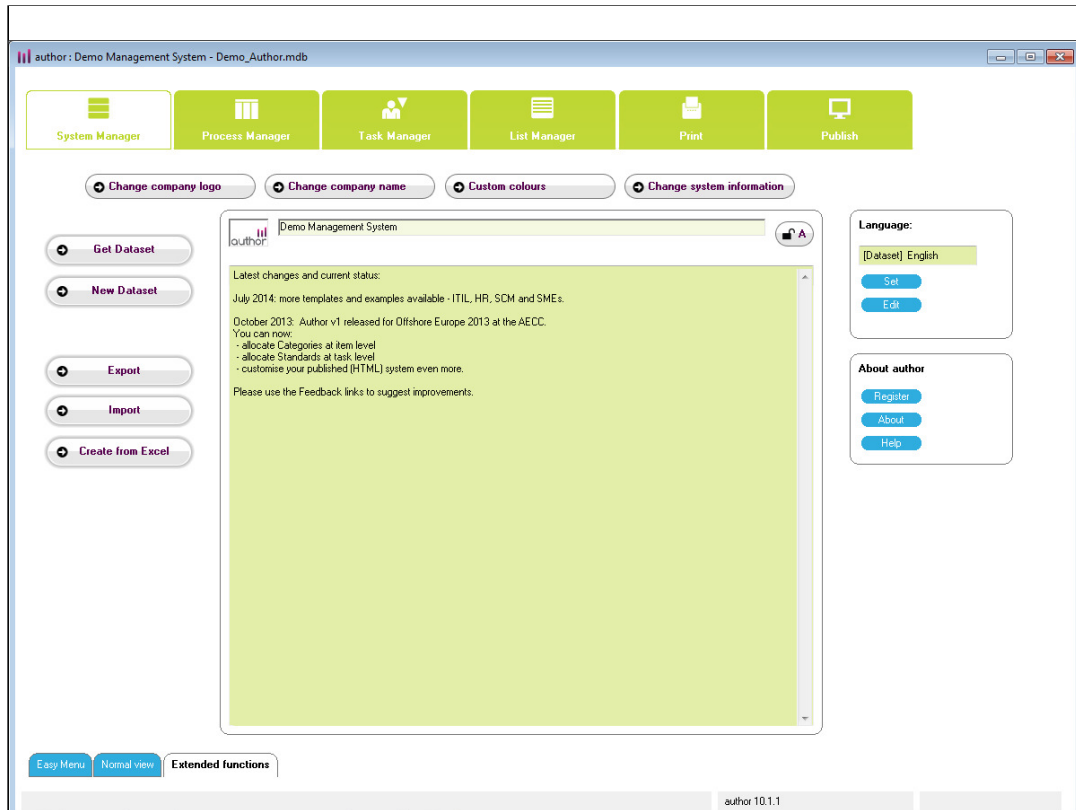 author : Demo Management System - Demo_Author.mdb
System Manager
Process Manager
Task Manager
List Manager
Print
Publish
Change company logo
Change company name
Custom colours
Change system information
author
Demo Management System
A
Get Dataset
New Dataset
Export
Import
Create from Excel
Latest changes and current status:
July 2014: more templates and examples available - ITIL, HR, SCM and SMEs.
October 2013:  Author v1 released for Offshore Europe 2013 at the AECC.
You can now:
- allocate Categories at item level
- allocate Standards at task level
- customise your published (HTML) system even more.
Please use the Feedback links to suggest improvements.
Language:
[Dataset] English
Set
Edit
About author
Register
About
Help
Easy Menu
Normal view
Extended functions
author 10.1.1